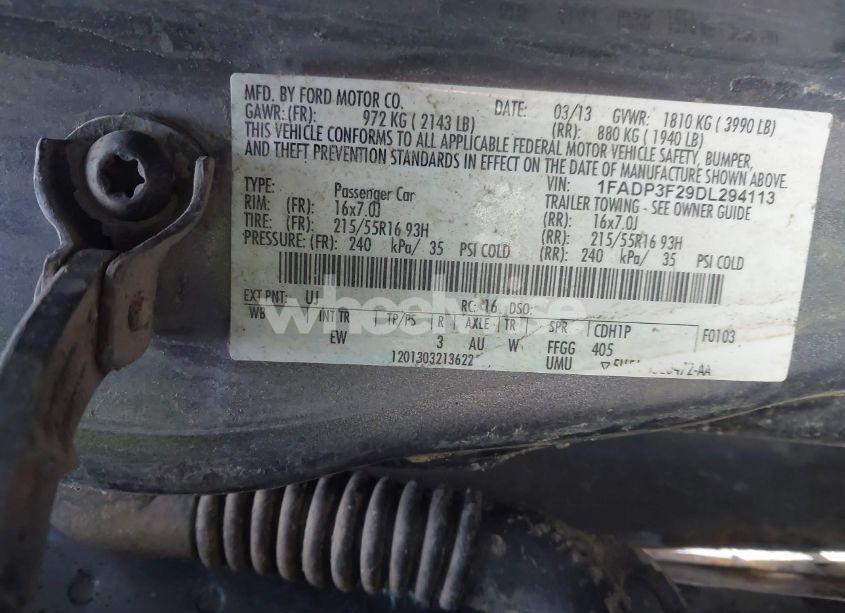 MFD. BY FORD MOTOR CO. DATE: 03/13 GVWR: 1810 KG ( 3990 LB)
GAWR:(FR): 972 KG ( 2143 LB) (RR): 880 KG ( 1940 LB)
THIS VEHICLE CONFORMS TO ALL APPLICABLE FEDERAL MOTOR VEHICLE SAFETY, BUMPER,
AND THEFT PREVENTION STANDARDS IN EFFECT ON THE DATE OF MANUFACTURE SHOWN ABOVE.
VIN: 1FADP3F29DL294113
TYPE: Passenger Car TRAILER TOWING - SEE OWNER GUIDE
RIM: (FR): 16x7.0J (RR): 16x7.0J
TIRE: (FR): 215/55R16 93H (RR): 215/55R16 93H
PRESSURE: (FR): 240 kPa/ 35 PSI COLD (RR): 240 kPa/ 35 PSI COLD
EXT PNT: UJ RC: 46 DSO:
WB INT TR TP/PS R AXLE TR SPR CDH1P F0103
EW 3 AU W FFGG 405
1201303213622 UMU
wheelwise